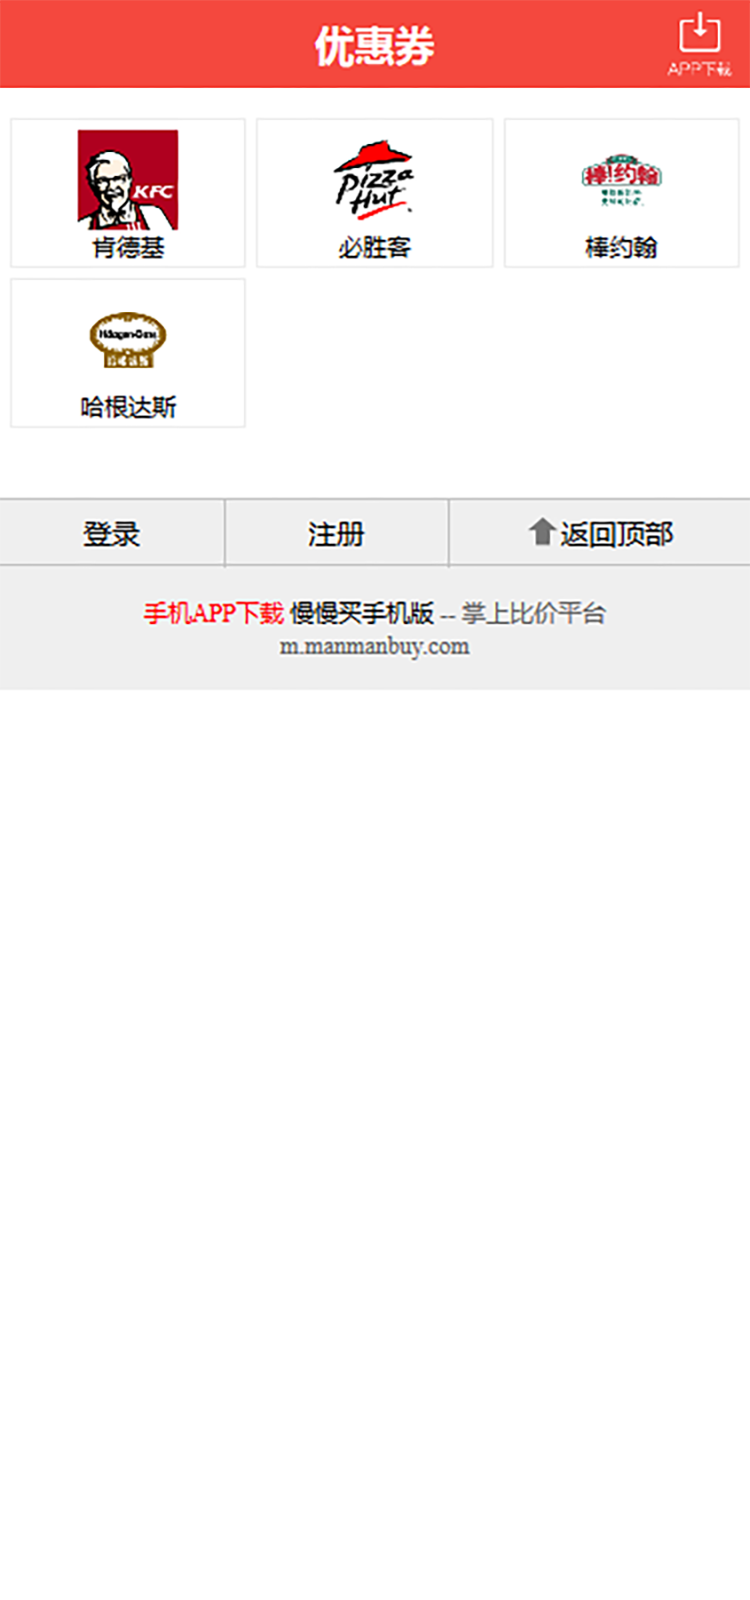 优惠券
APP下载
KFC
肯德基
Pizza Hut
必胜客
棒!约翰
棒约翰
Häagen-Dazs
哈根达斯
登录 注册 返回顶部
手机APP下载 慢慢买手机版 -- 掌上比价平台
m.manmanbuy.com